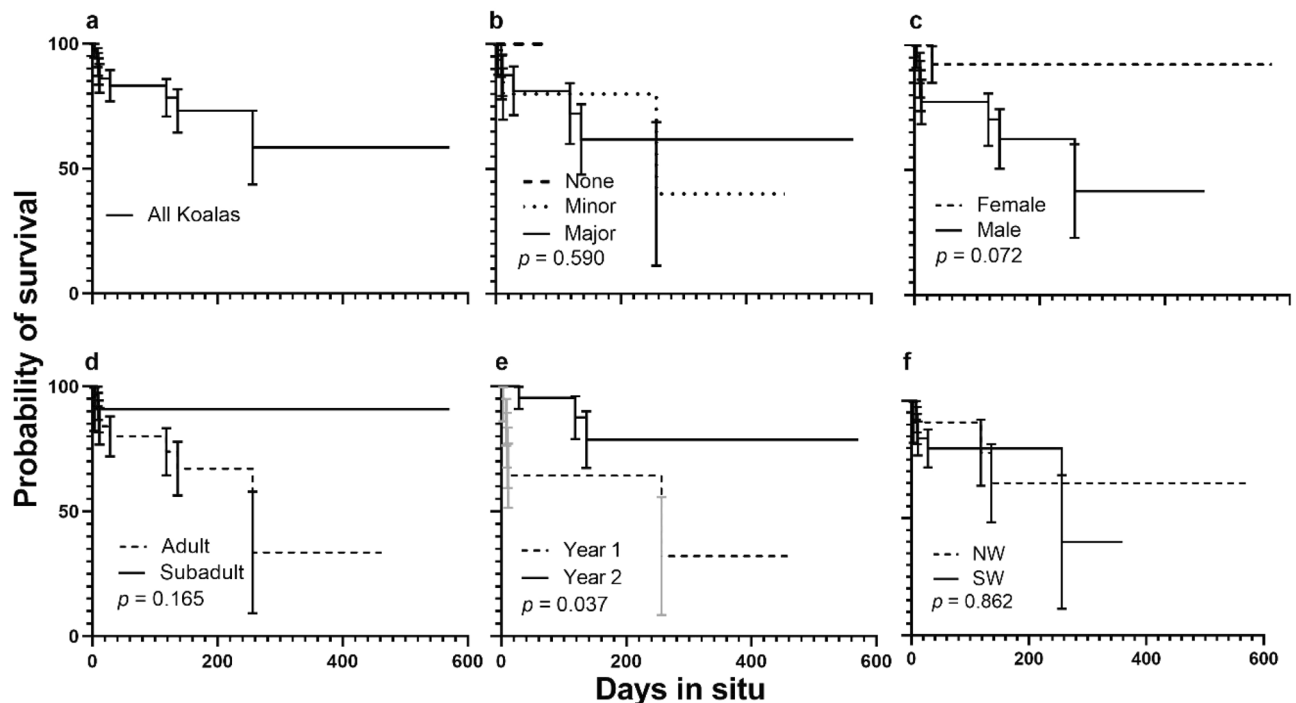 a
100
50
0
All Koalas
b
None
Minor
Major
p = 0.590
c
Female
Male
p = 0.072
Probability of survival
d
100
50
0
Adult
Subadult
p = 0.165
0 200 400 600
e
Year 1
Year 2
p = 0.037
0 200 400 600
f
NW
SW
p = 0.862
0 200 400 600
Days in situ